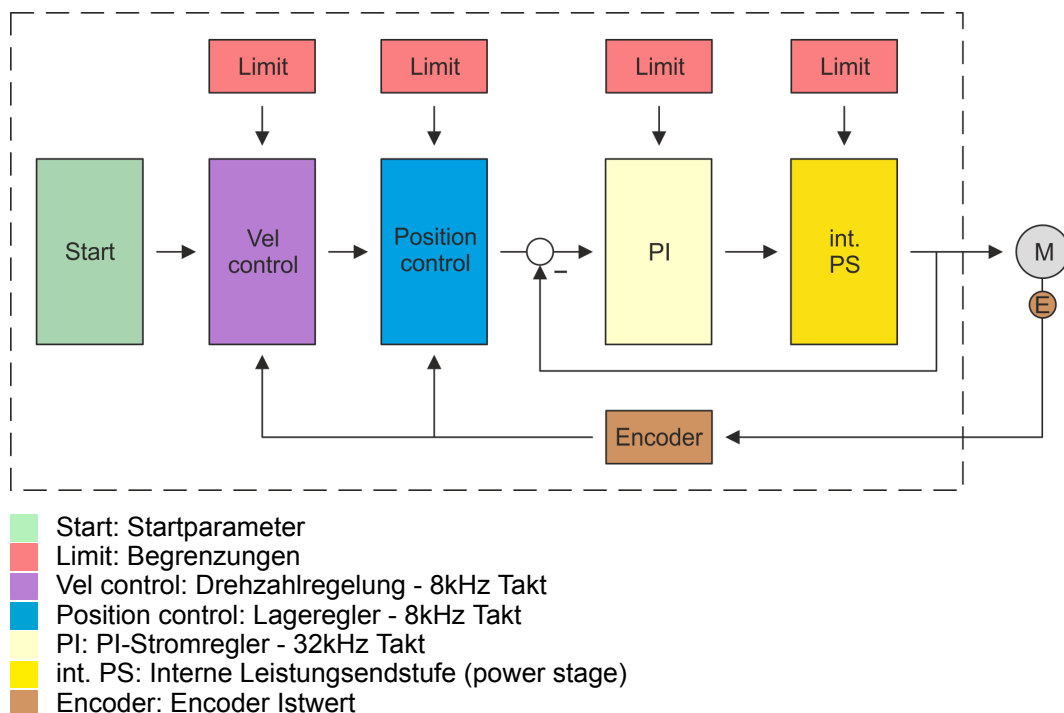 Limit
Limit
Limit
Limit
Start
Vel
control
Position
control
–
PI
int.
PS
M
E
Encoder
Start: Startparameter
Limit: Begrenzungen
Vel control: Drehzahlregelung - 8kHz Takt
Position control: Lageregler - 8kHz Takt
PI: PI-Stromregler - 32kHz Takt
int. PS: Interne Leistungsendstufe (power stage)
Encoder: Encoder Istwert